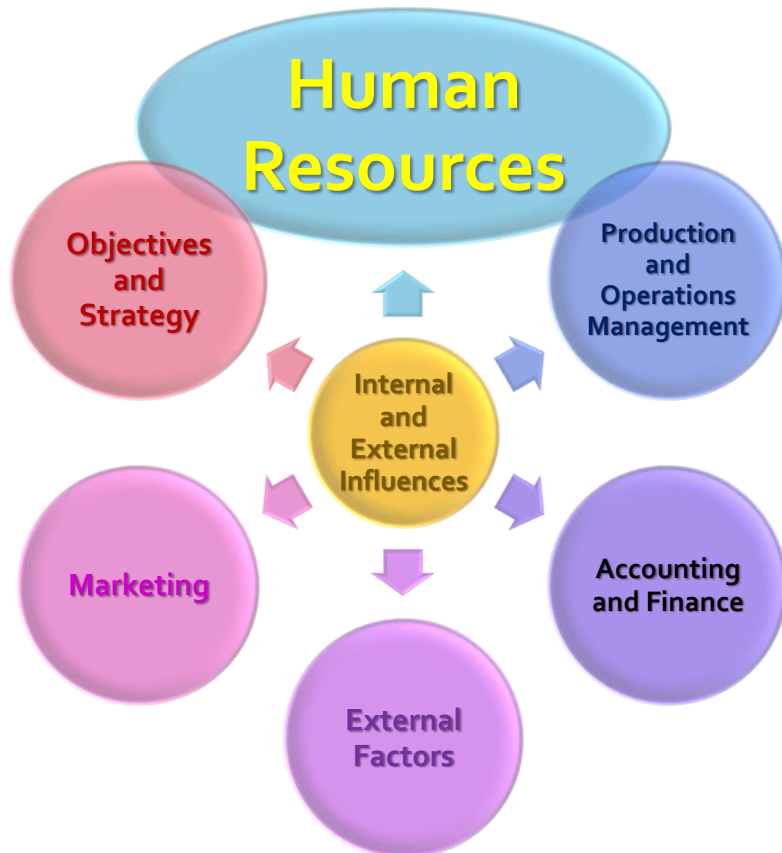 Human
Resources
Objectives
and
Strategy
Production
and
Operations
Management
Internal
and
External
Influences
Marketing
Accounting
and Finance
External
Factors